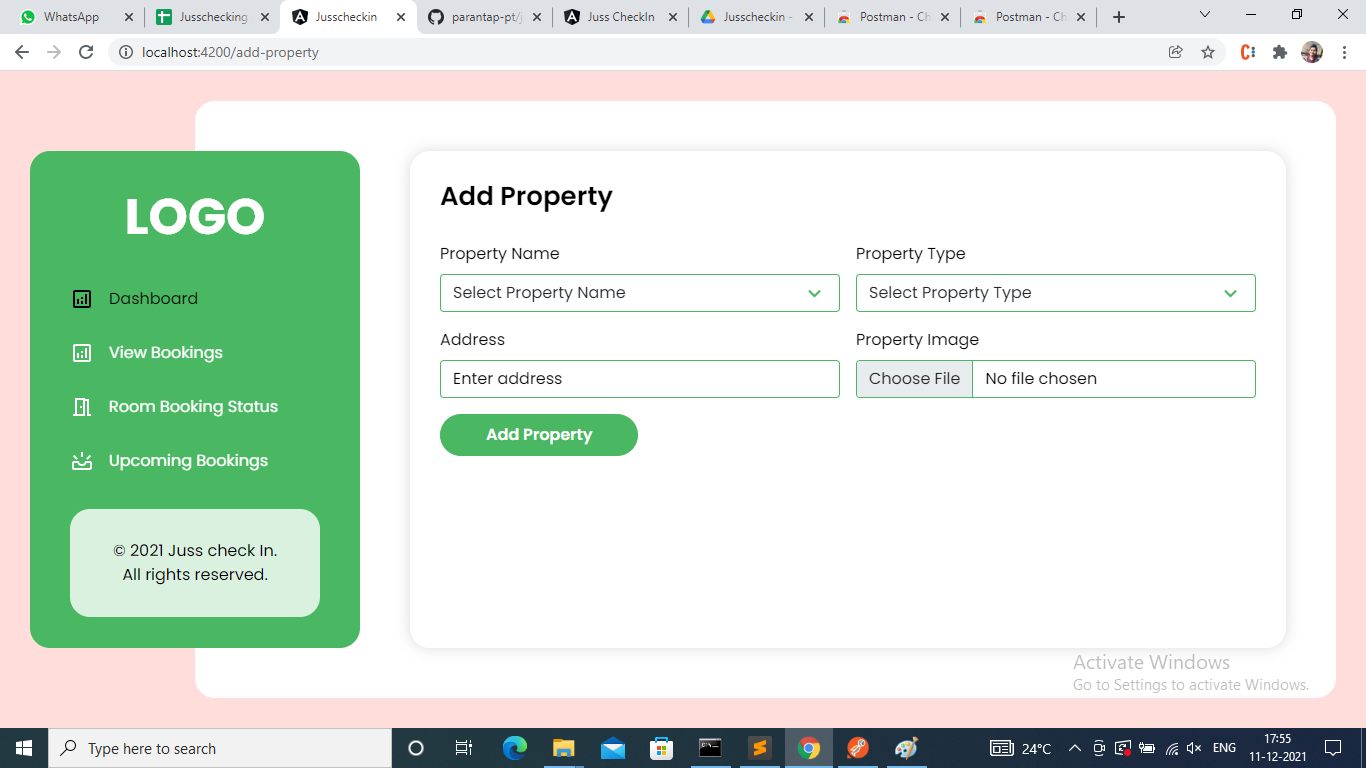 WhatsApp
Jusschecking
Jusscheckin
parantap-pt/j
Juss CheckIn
Jusscheckin -
Postman - Ch
Postman - Ch
localhost:4200/add-property
LOGO
Dashboard
View Bookings
Room Booking Status
Upcoming Bookings
© 2021 Juss check In.
All rights reserved.
Add Property
Property Name
Property Type
Select Property Name
Select Property Type
Address
Property Image
Enter address
Choose File
No file chosen
Add Property
Activate Windows
Go to Settings to activate Windows.
Type here to search
24°C
ENG
17:55
11-12-2021